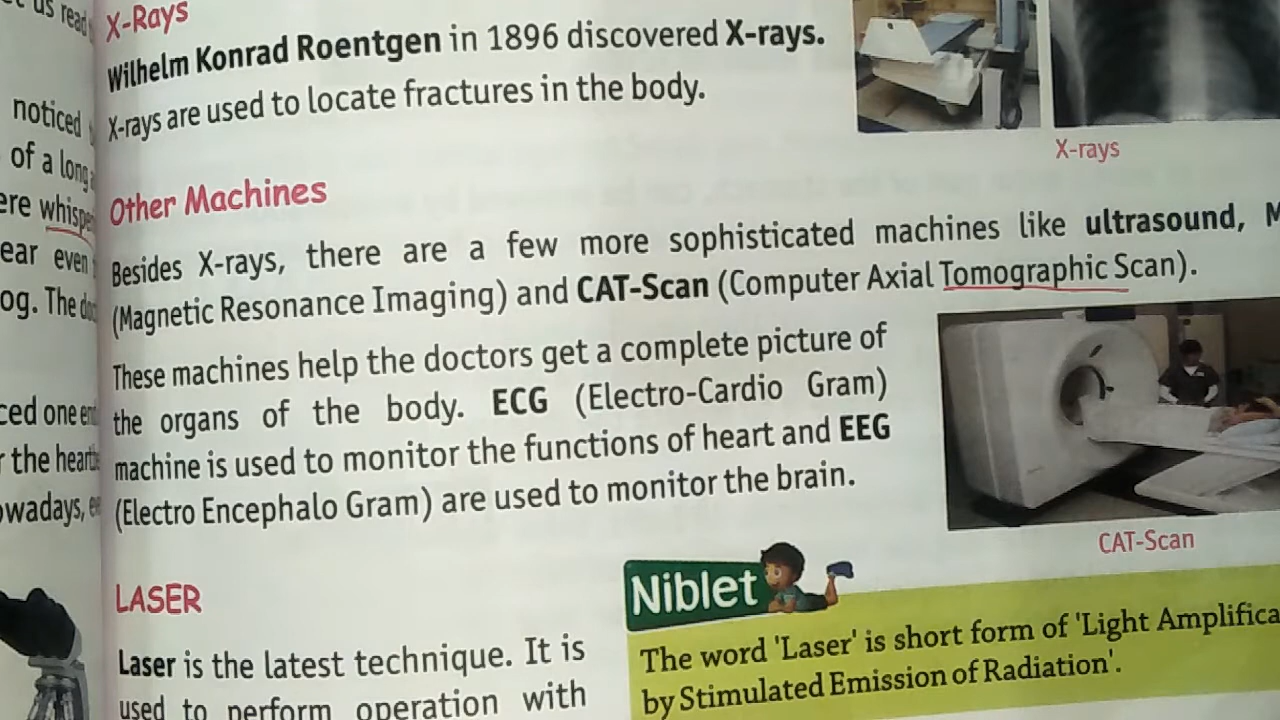 us read
noticed
of a long
ere whisp
ear even
og. The
ced one
r the heart
owadays,
X-Rays
Wilhelm Konrad Roentgen in 1896 discovered X-rays.
X-rays are used to locate fractures in the body.
X-rays
Other Machines
Besides X-rays, there are a few more sophisticated machines like ultrasound, M
(Magnetic Resonance Imaging) and CAT-Scan (Computer Axial Tomographic Scan).
These machines help the doctors get a complete picture of
the organs of the body. ECG (Electro-Cardio Gram)
machine is used to monitor the functions of heart and EEG
(Electro Encephalo Gram) are used to monitor the brain.
CAT-Scan
LASER
Laser is the latest technique. It is
used to perform operation with
Niblet
The word 'Laser' is short form of 'Light Amplifica
by Stimulated Emission of Radiation'.